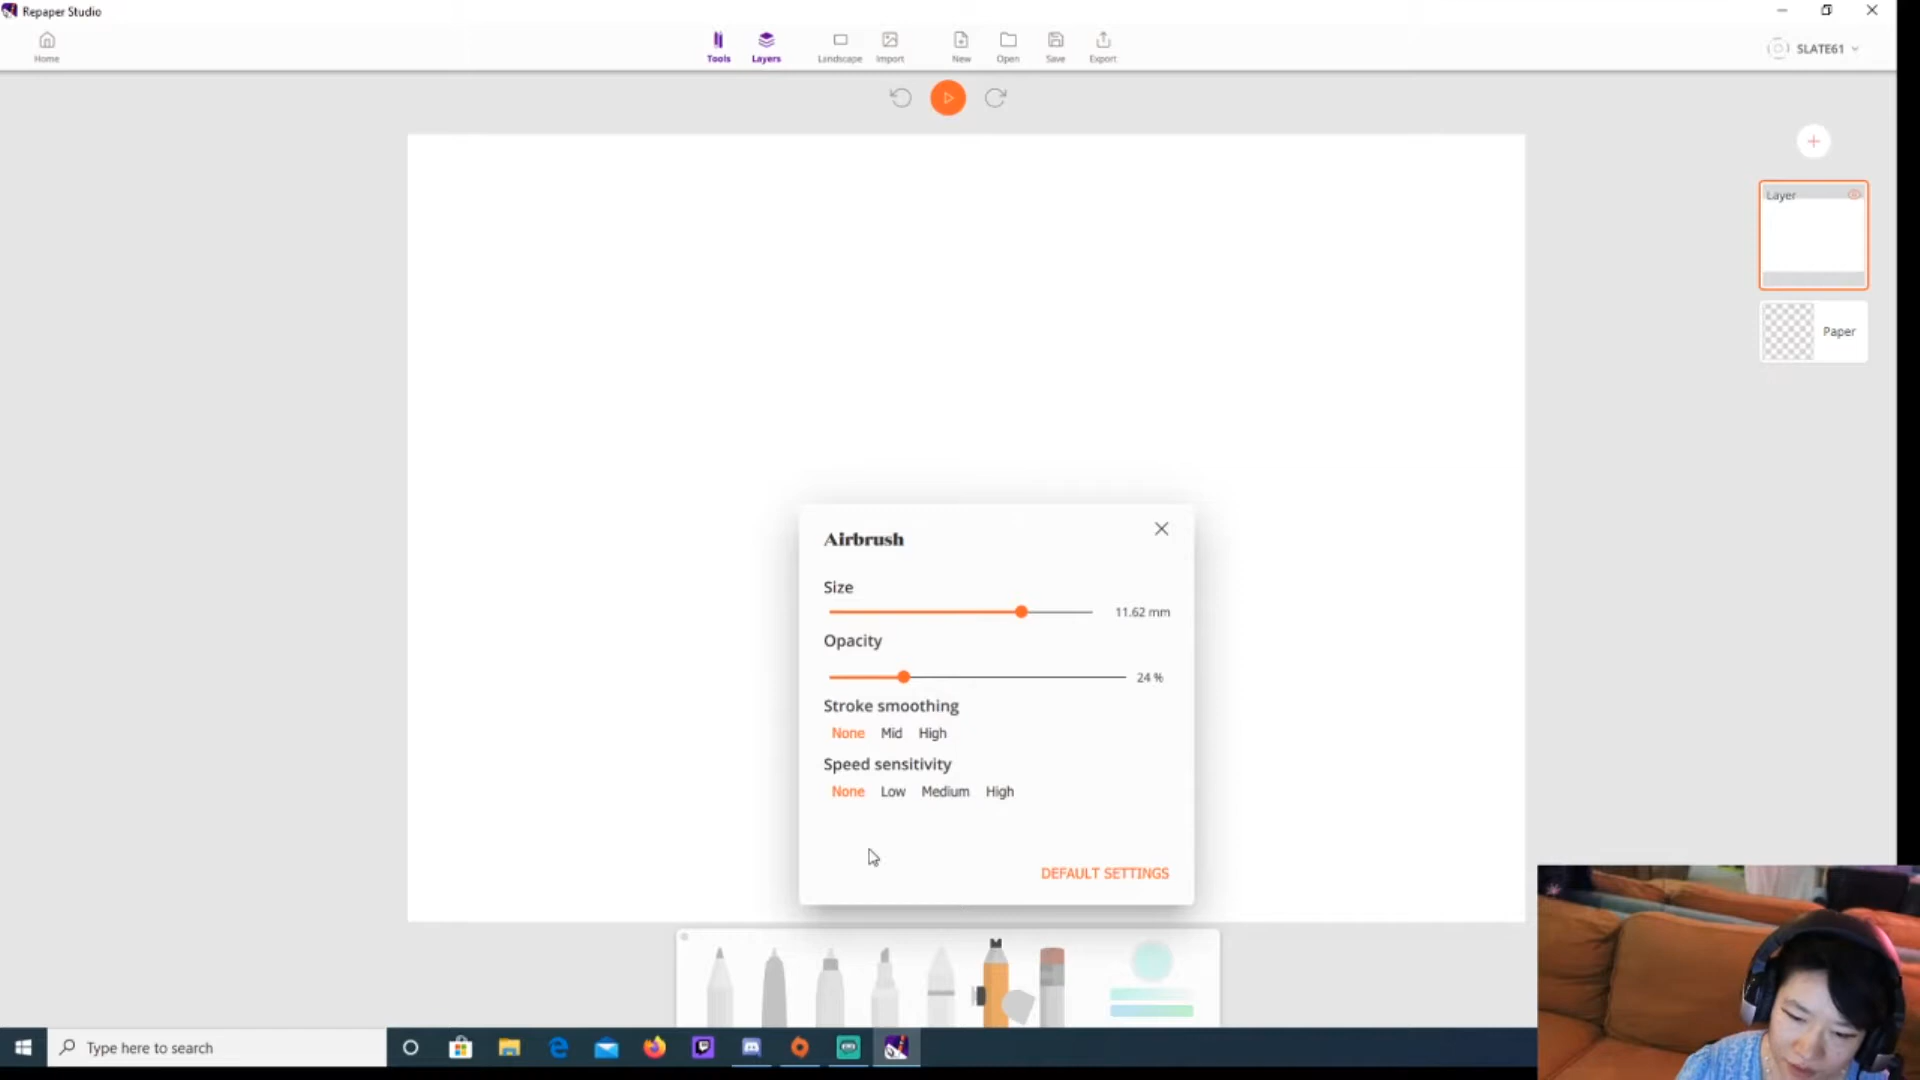 Repaper Studio
Home
Tools
Layers
Landscape
Import
New
Open
Save
Export
SLATE61
Layer
Paper
Airbrush
Size
11.62 mm
Opacity
24 %
Stroke smoothing
None Mid High
Speed sensitivity
None Low Medium High
DEFAULT SETTINGS
Type here to search